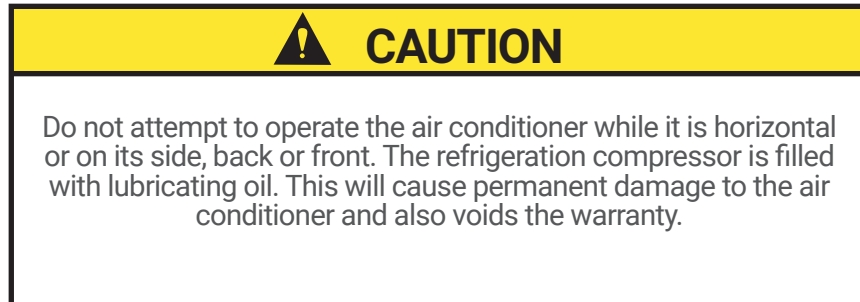 CAUTION
Do not attempt to operate the air conditioner while it is horizontal
or on its side, back or front. The refrigeration compressor is filled
with lubricating oil. This will cause permanent damage to the air
conditioner and also voids the warranty.